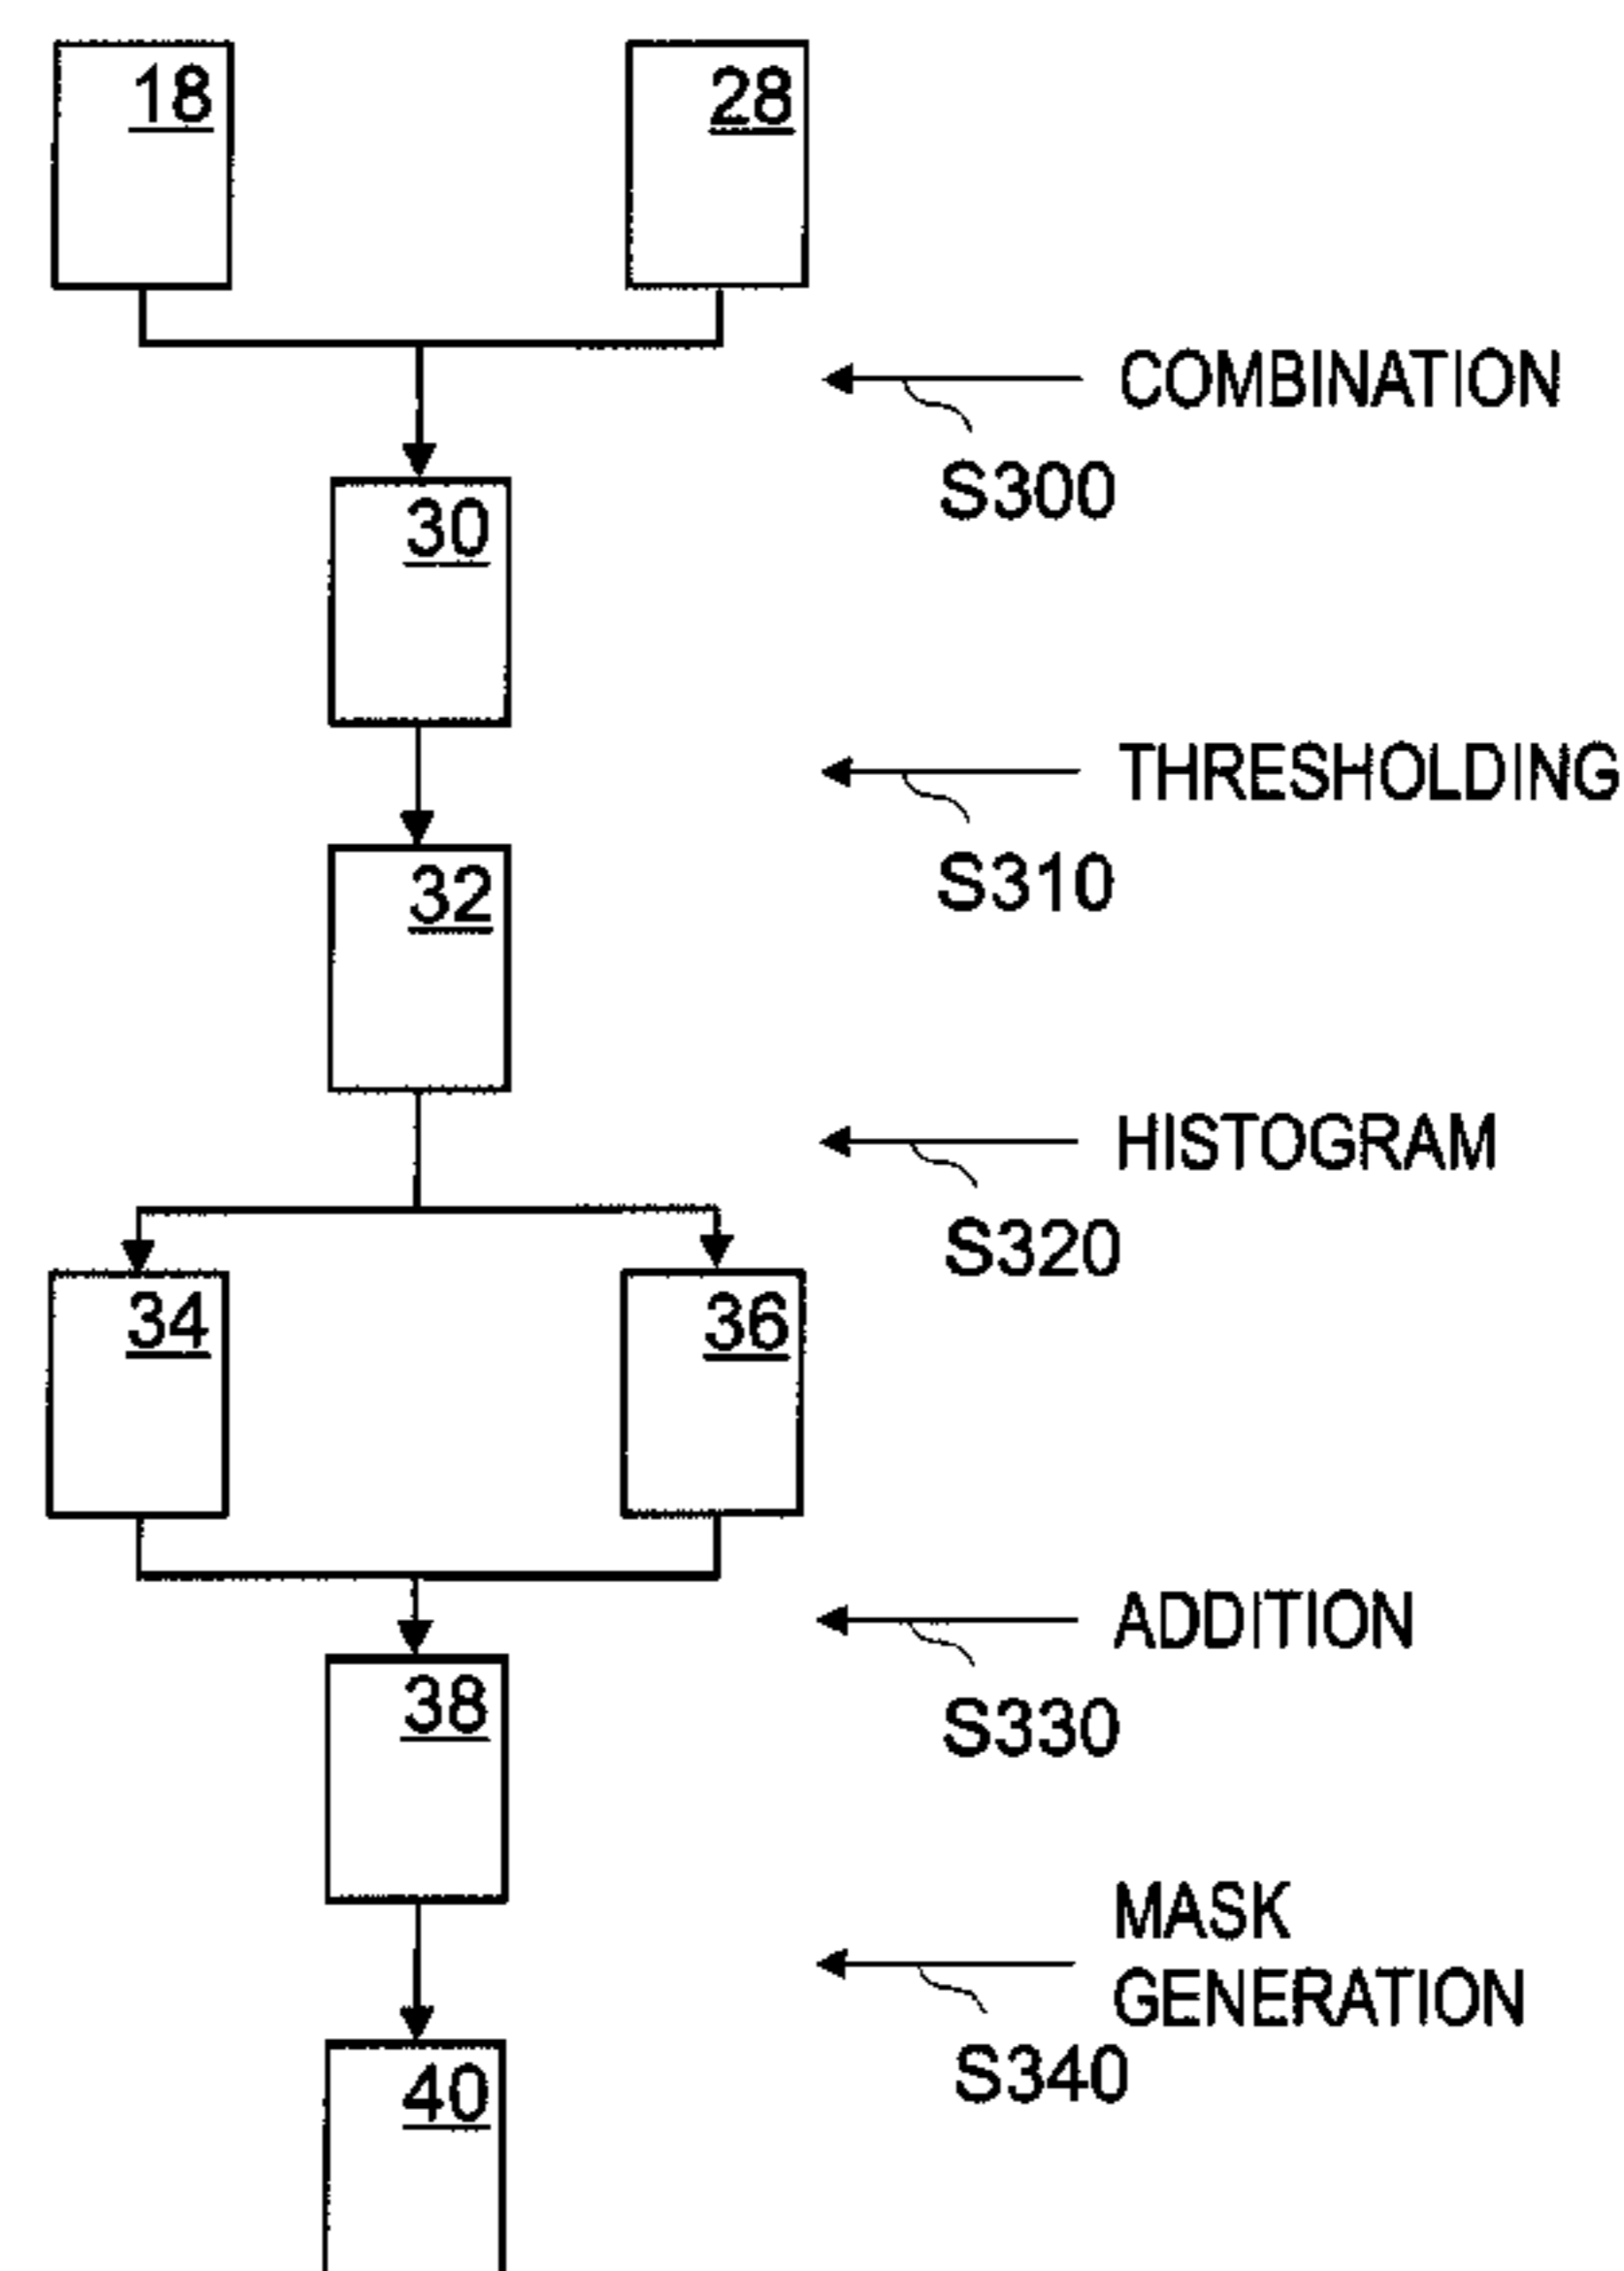 18
28
COMBINATION
S300
30
THRESHOLDING
S310
32
HISTOGRAM
S320
34
36
ADDITION
S330
38
MASK
GENERATION
S340
40